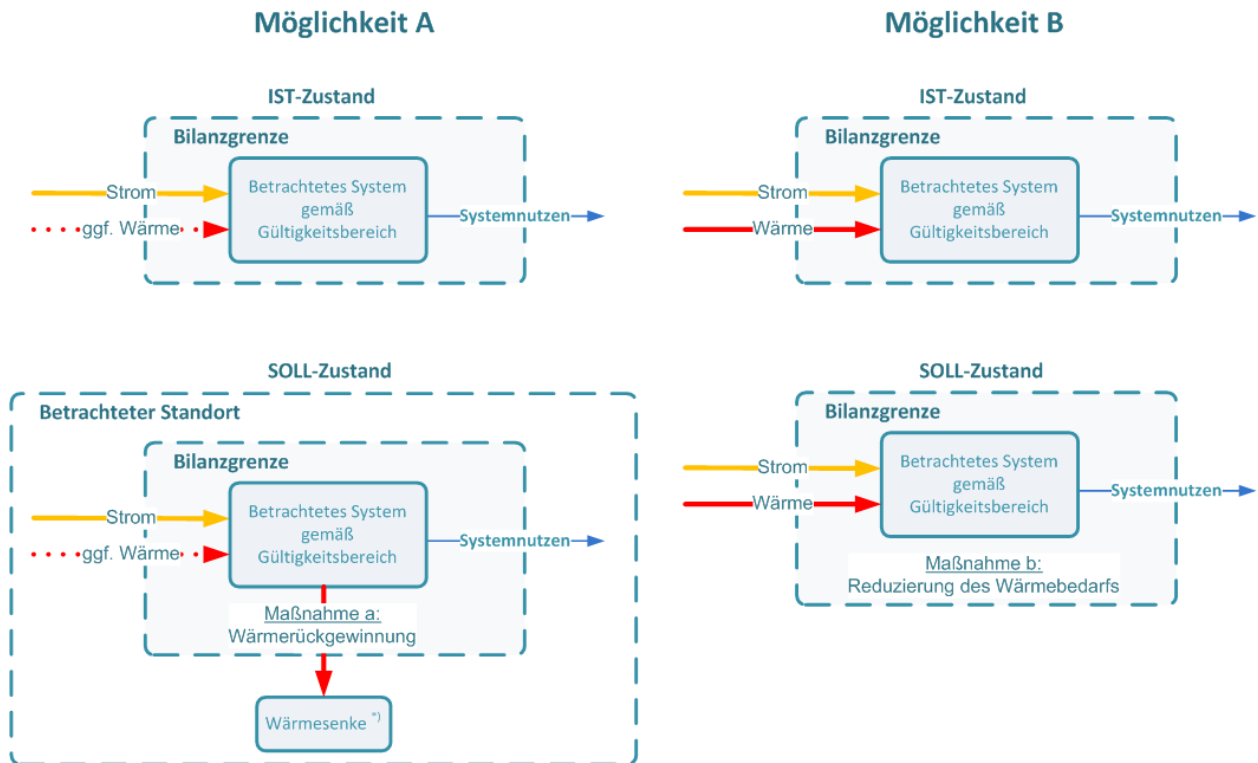 Möglichkeit A
IST-Zustand
Bilanzgrenze
Strom
ggf. Wärme
Betrachtetes System
gemäß
Gültigkeitsbereich
Systemnutzen
SOLL-Zustand
Betrachteter Standort
Bilanzgrenze
Strom
ggf. Wärme
Betrachtetes System
gemäß
Gültigkeitsbereich
Systemnutzen
Maßnahme a:
Wärmerückgewinnung
Wärmesenke *)
Möglichkeit B
IST-Zustand
Bilanzgrenze
Strom
Wärme
Betrachtetes System
gemäß
Gültigkeitsbereich
Systemnutzen
SOLL-Zustand
Bilanzgrenze
Strom
Wärme
Betrachtetes System
gemäß
Gültigkeitsbereich
Systemnutzen
Maßnahme b:
Reduzierung des Wärmebedarfs